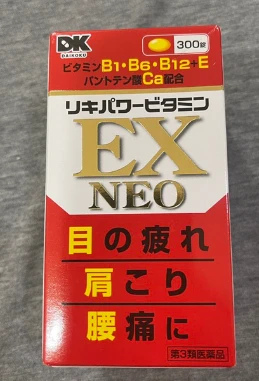 DK
DAIKOKU
300錠
ビタミンB1・B6・B12+E
パントテン酸Ca配合
リキパワービタミン
EX
NEO
目の疲れ
肩こり
腰痛に
第3類医薬品